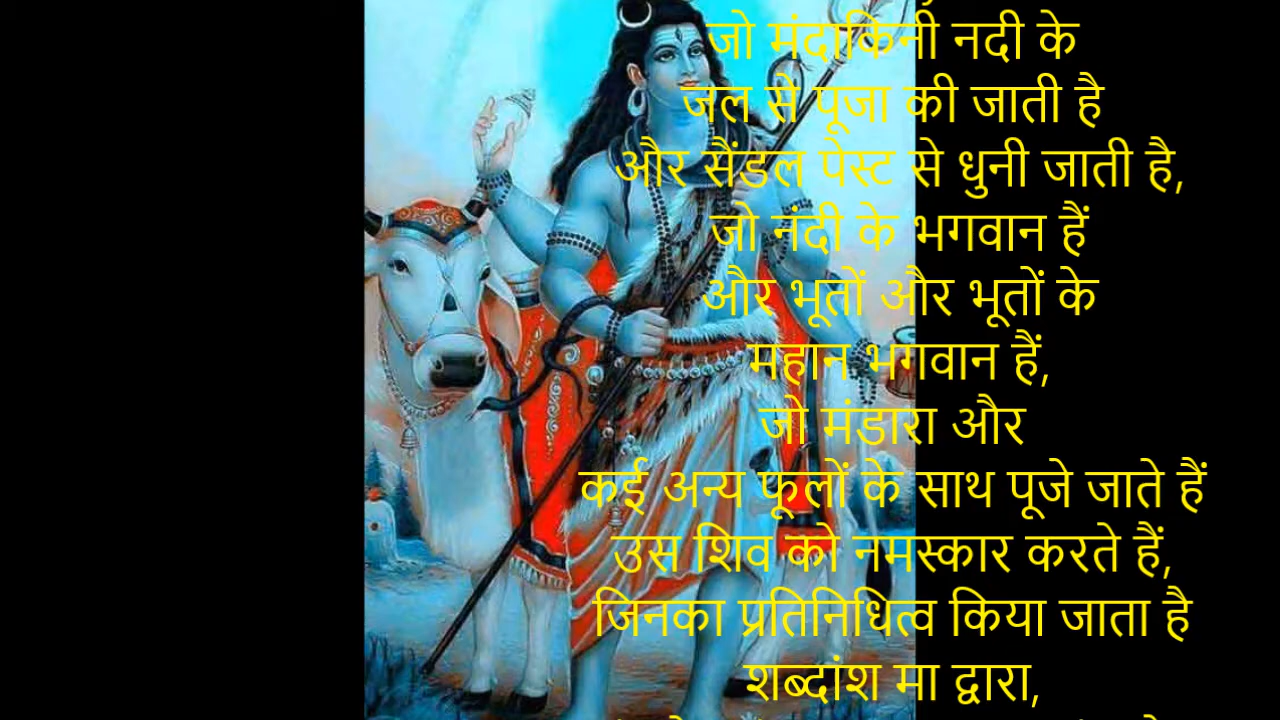 जो मंदाकिनी नदी के
जल से पूजा की जाती है
और सैंडल पेस्ट से धुनी जाती है,
जो नंदी के भगवान हैं
और भूतों और भूतों के
महान भगवान हैं,
जो मंडारा और
कई अन्य फूलों के साथ पूजे जाते हैं
उस शिव को नमस्कार करते हैं,
जिनका प्रतिनिधित्व किया जाता है
शब्दांश मा द्वारा,